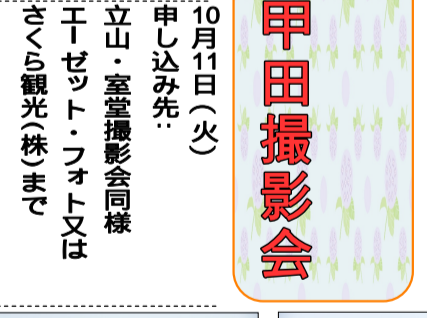 甲田撮影会
10月11日(火)
申し込み先:
立山・室堂撮影会同様
エーゼット・フォト又は
さくら観光(株)まで